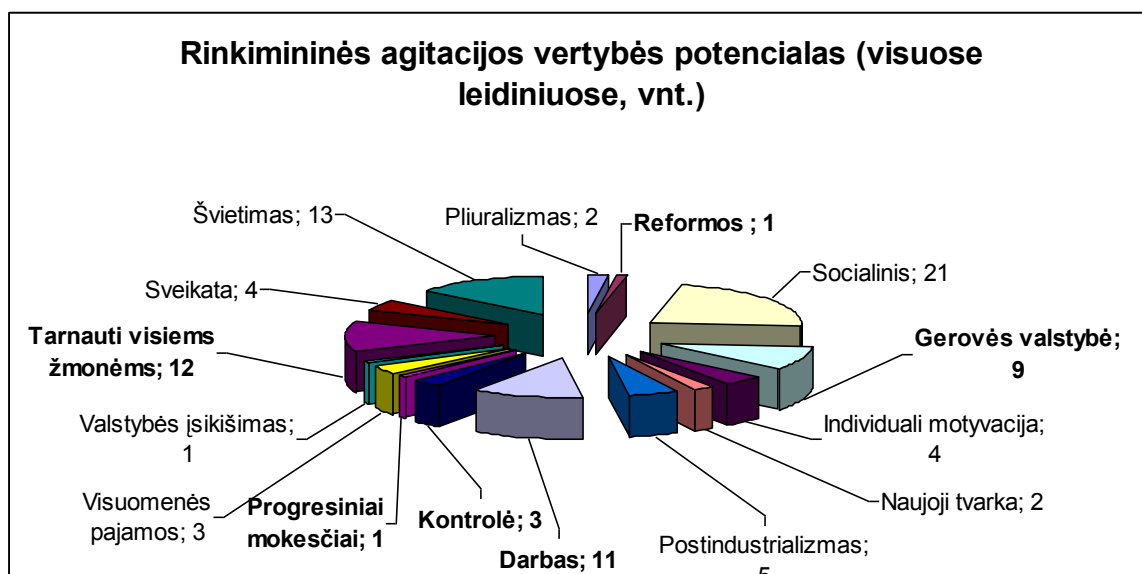 Rinkimininės agitacijos vertybės potencialas (visuose
leidiniuose, vnt.)
Švietimas; 13
Pliuralizmas; 2
Reformos ; 1
Socialinis; 21
Sveikata; 4
Tarnauti visiems
žmonėms; 12
Gerovės valstybė;
9
Valstybės įsikišimas;
1
Individuali motyvacija;
4
Visuomenės
pajamos; 3
Progresiniai
mokesčiai; 1
Kontrolė; 3
Darbas; 11
Naujoji tvarka; 2
Postindustrializmas;
5